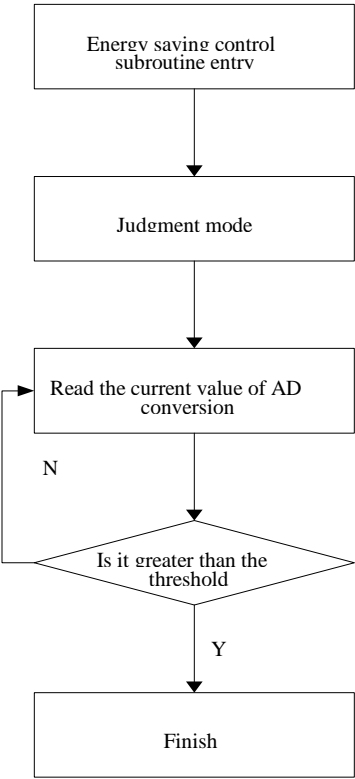 Energy saving control
subroutine entry
Judgment mode
Read the current value of AD
conversion
N
Is it greater than the
threshold
Y
Finish